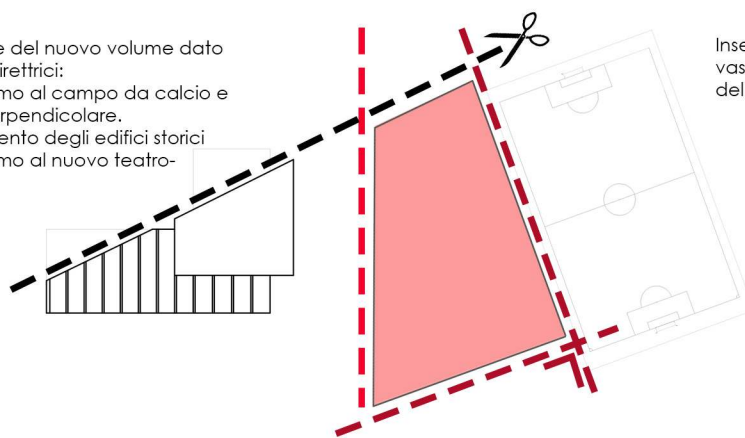 e del nuovo volume dato
irettrici:
mo al campo da calcio e
erpendicolare.
ento degli edifici storici
mo al nuovo teatro-
Inse
vas
del